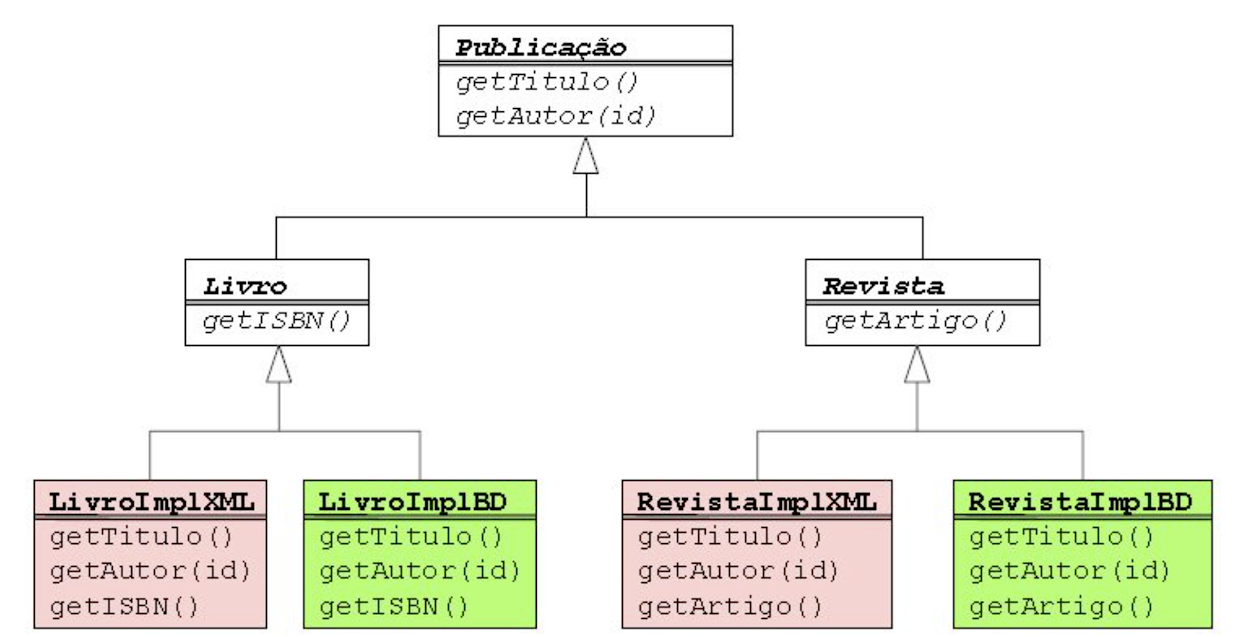 Publicação
getTitulo()
getAutor(id)
Livro
getISBN()
Revista
getArtigo()
LivroImplXML
getTitulo()
getAutor(id)
getISBN()
LivroImplBD
getTitulo()
getAutor(id)
getISBN()
RevistaImplXML
getTitulo()
getAutor(id)
getArtigo()
RevistaImplBD
getTitulo()
getAutor(id)
getArtigo()